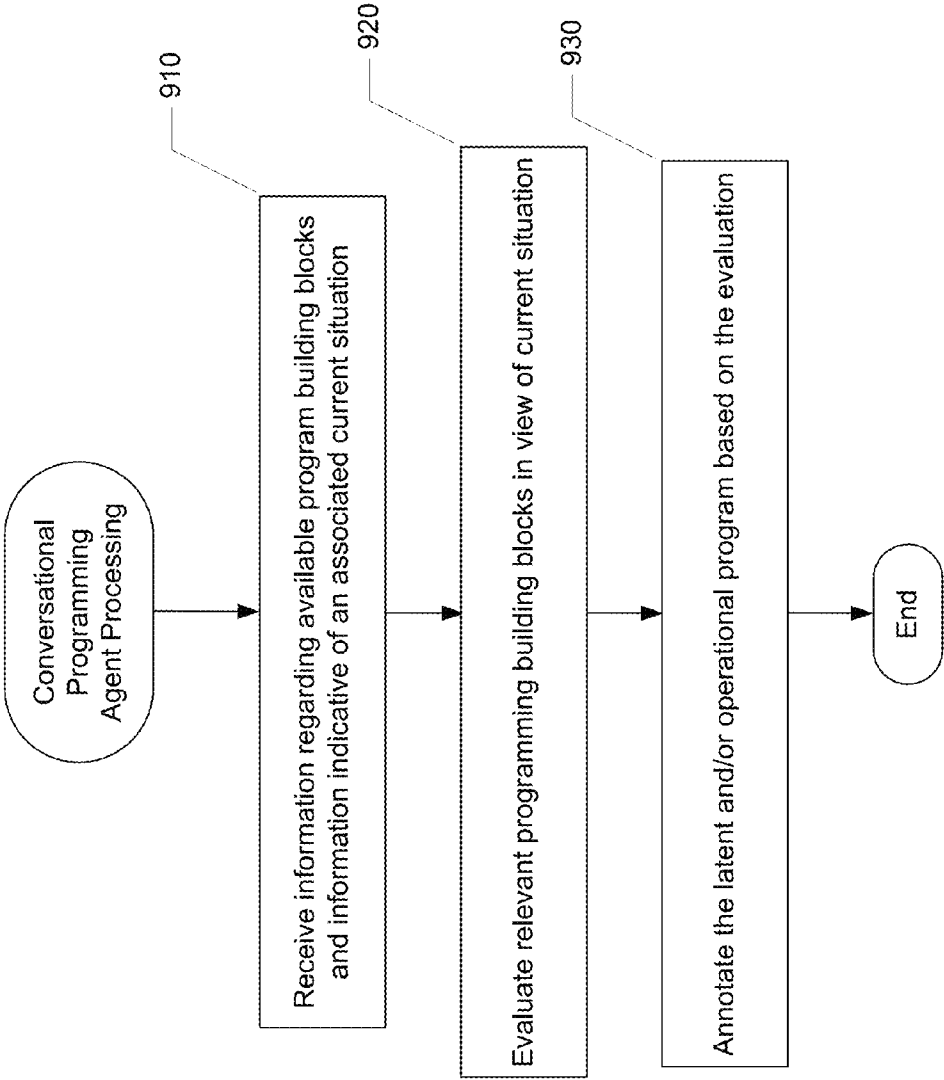 Conversational
Programming
Agent Processing
910
Receive information regarding available program building blocks
and information indicative of an associated current situation
920
Evaluate relevant programming building blocks in view of current situation
930
Annotate the latent and/or operational program based on the evaluation
End